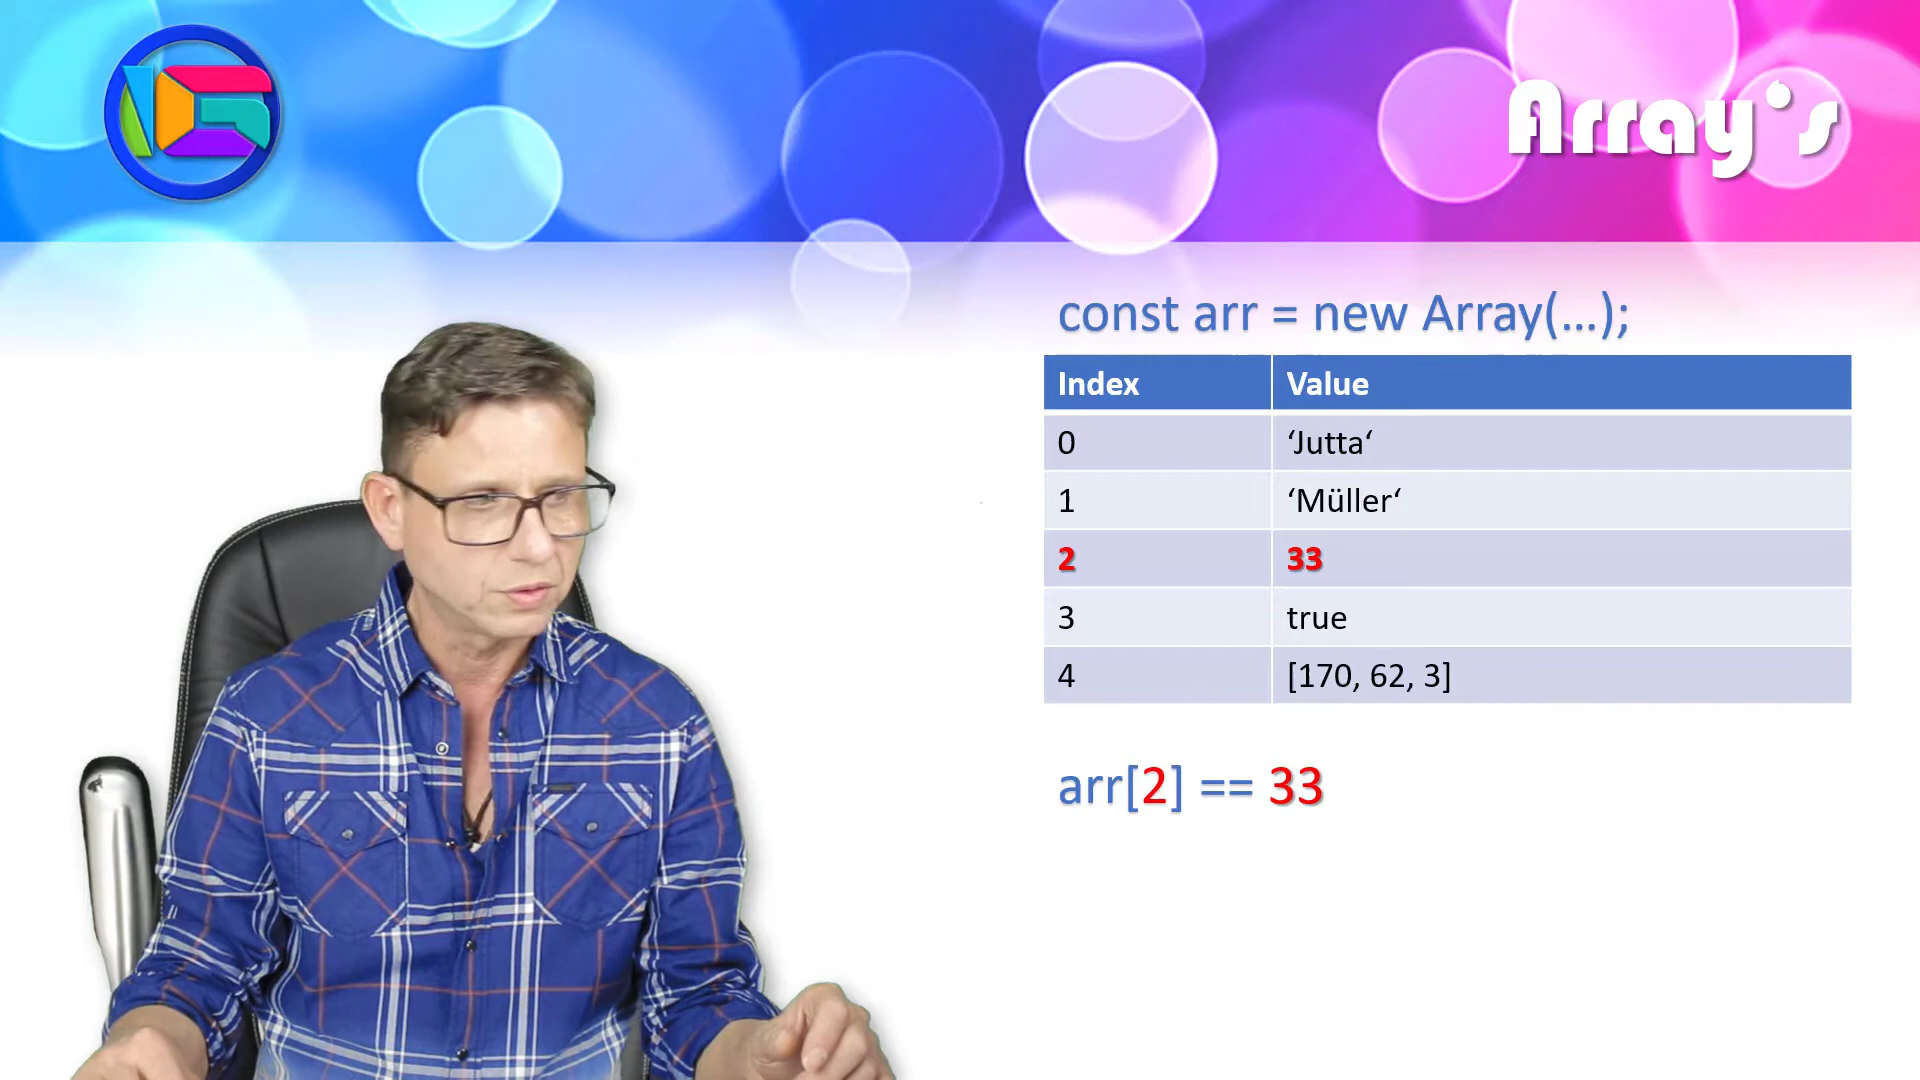 Array's
const arr = new Array(...);
Index Value
0 ‘Jutta‘
1 ‘Müller‘
2 33
3 true
4 [170, 62, 3]
arr[2] == 33